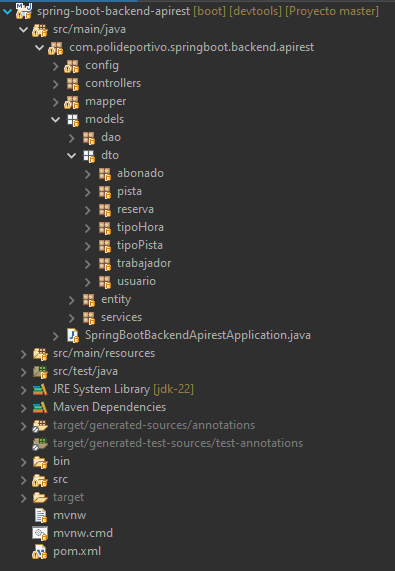 spring-boot-backend-apirest [boot] [devtools] [Proyecto master]
src/main/java
com.polideportivo.springboot.backend.apirest
config
controllers
mapper
models
dao
dto
abonado
pista
reserva
tipoHora
tipoPista
trabajador
usuario
entity
services
SpringBootBackendApirestApplication.java
src/main/resources
src/test/java
JRE System Library [jdk-22]
Maven Dependencies
target/generated-sources/annotations
target/generated-test-sources/test-annotations
bin
src
target
mvnw
mvnw.cmd
pom.xml